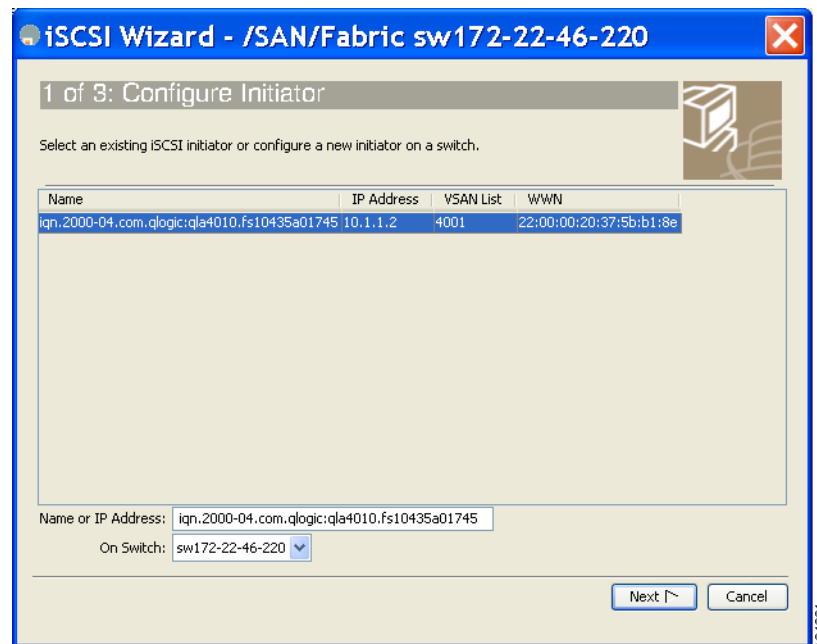 iSCSI Wizard - /SAN/Fabric sw172-22-46-220
1 of 3: Configure Initiator
Select an existing iSCSI initiator or configure a new initiator on a switch.
Name IP Address VSAN List WWN
iqn.2000-04.com.qlogic:qla4010.fs10435a01745 10.1.1.2 4001 22:00:00:20:37:5b:b1:8e
Name or IP Address: iqn.2000-04.com.qlogic:qla4010.fs10435a01745
On Switch: sw172-22-46-220
Next Cancel